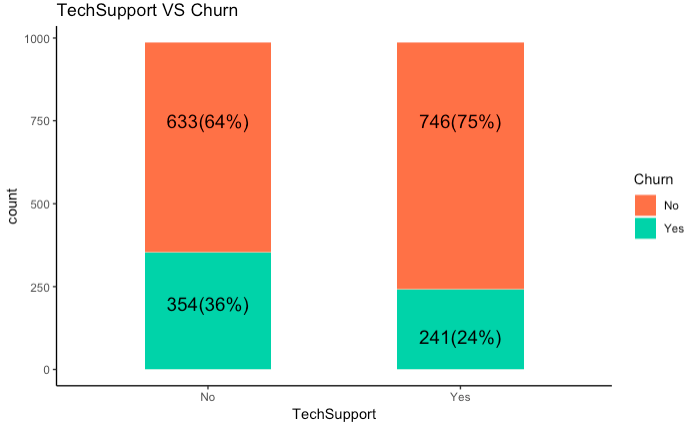 TechSupport VS Churn
1000
750
500
250
0
count
633(64%)
746(75%)
354(36%)
241(24%)
No
Yes
TechSupport
Churn
No
Yes